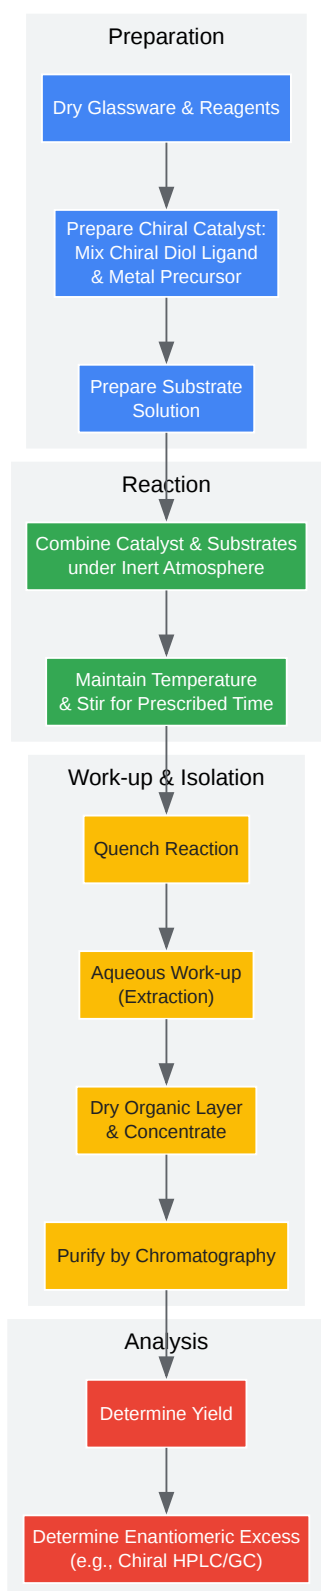 Preparation
Dry Glassware & Reagents
Prepare Chiral Catalyst:
Mix Chiral Diol Ligand
& Metal Precursor
Prepare Substrate
Solution
Reaction
Combine Catalyst & Substrates
under Inert Atmosphere
Maintain Temperature
& Stir for Prescribed Time
Work-up & Isolation
Quench Reaction
Aqueous Work-up
(Extraction)
Dry Organic Layer
& Concentrate
Purify by Chromatography
Analysis
Determine Yield
Determine Enantiomeric Excess
(e.g., Chiral HPLC/GC)